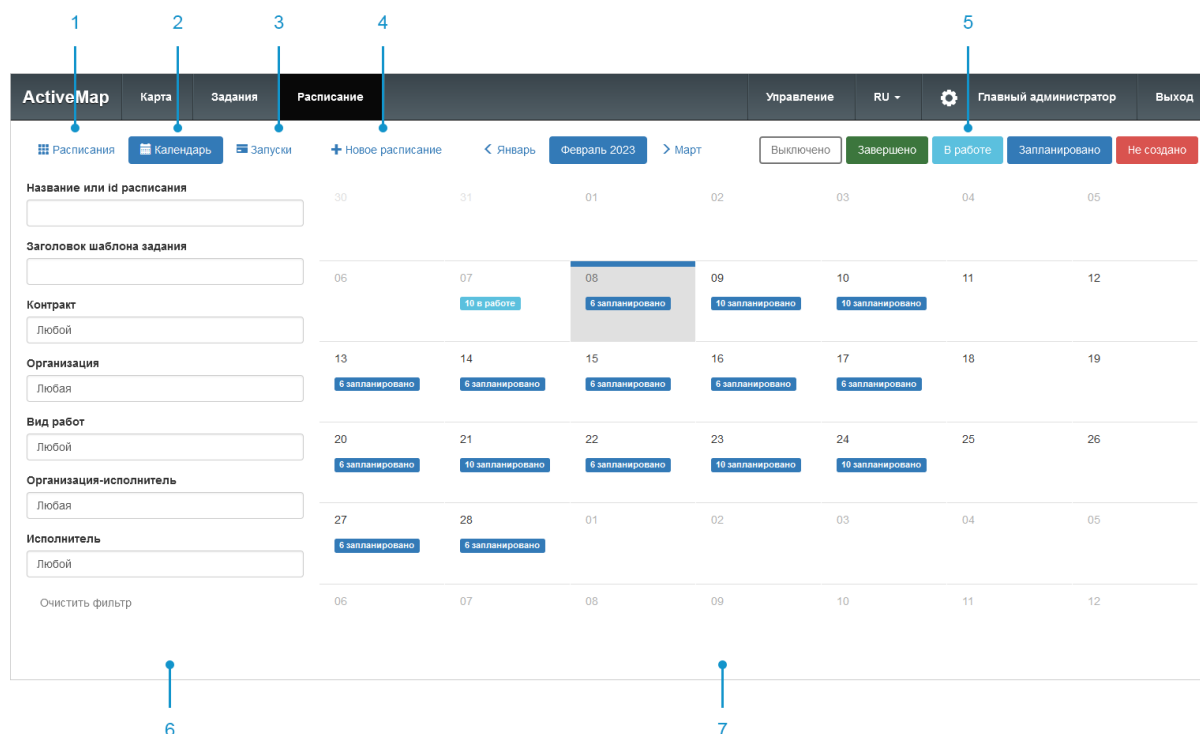 1 2 3 4 5
ActiveMap Карта Задания Расписание Управление RU Главный администратор Выход
Расписания Календарь Запуски + Новое расписание < Январь Февраль 2023 > Март Выключено Завершено В работе Запланировано Не создано
Название или id расписания
30 31 01 02 03 04 05
Заголовок шаблона задания
06 07 08 09 10 11 12
Контракт
10 в работе 6 запланировано 10 запланировано 10 запланировано
Любой
Организация
13 14 15 16 17 18 19
Любая
6 запланировано 6 запланировано 6 запланировано 6 запланировано 6 запланировано
Вид работ
20 21 22 23 24 25 26
Любой
6 запланировано 10 запланировано 6 запланировано 10 запланировано 10 запланировано
Организация-исполнитель
Любая
27 28 01 02 03 04 05
Исполнитель
6 запланировано 6 запланировано
Любой
Очистить фильтр 06 07 08 09 10 11 12
6 7